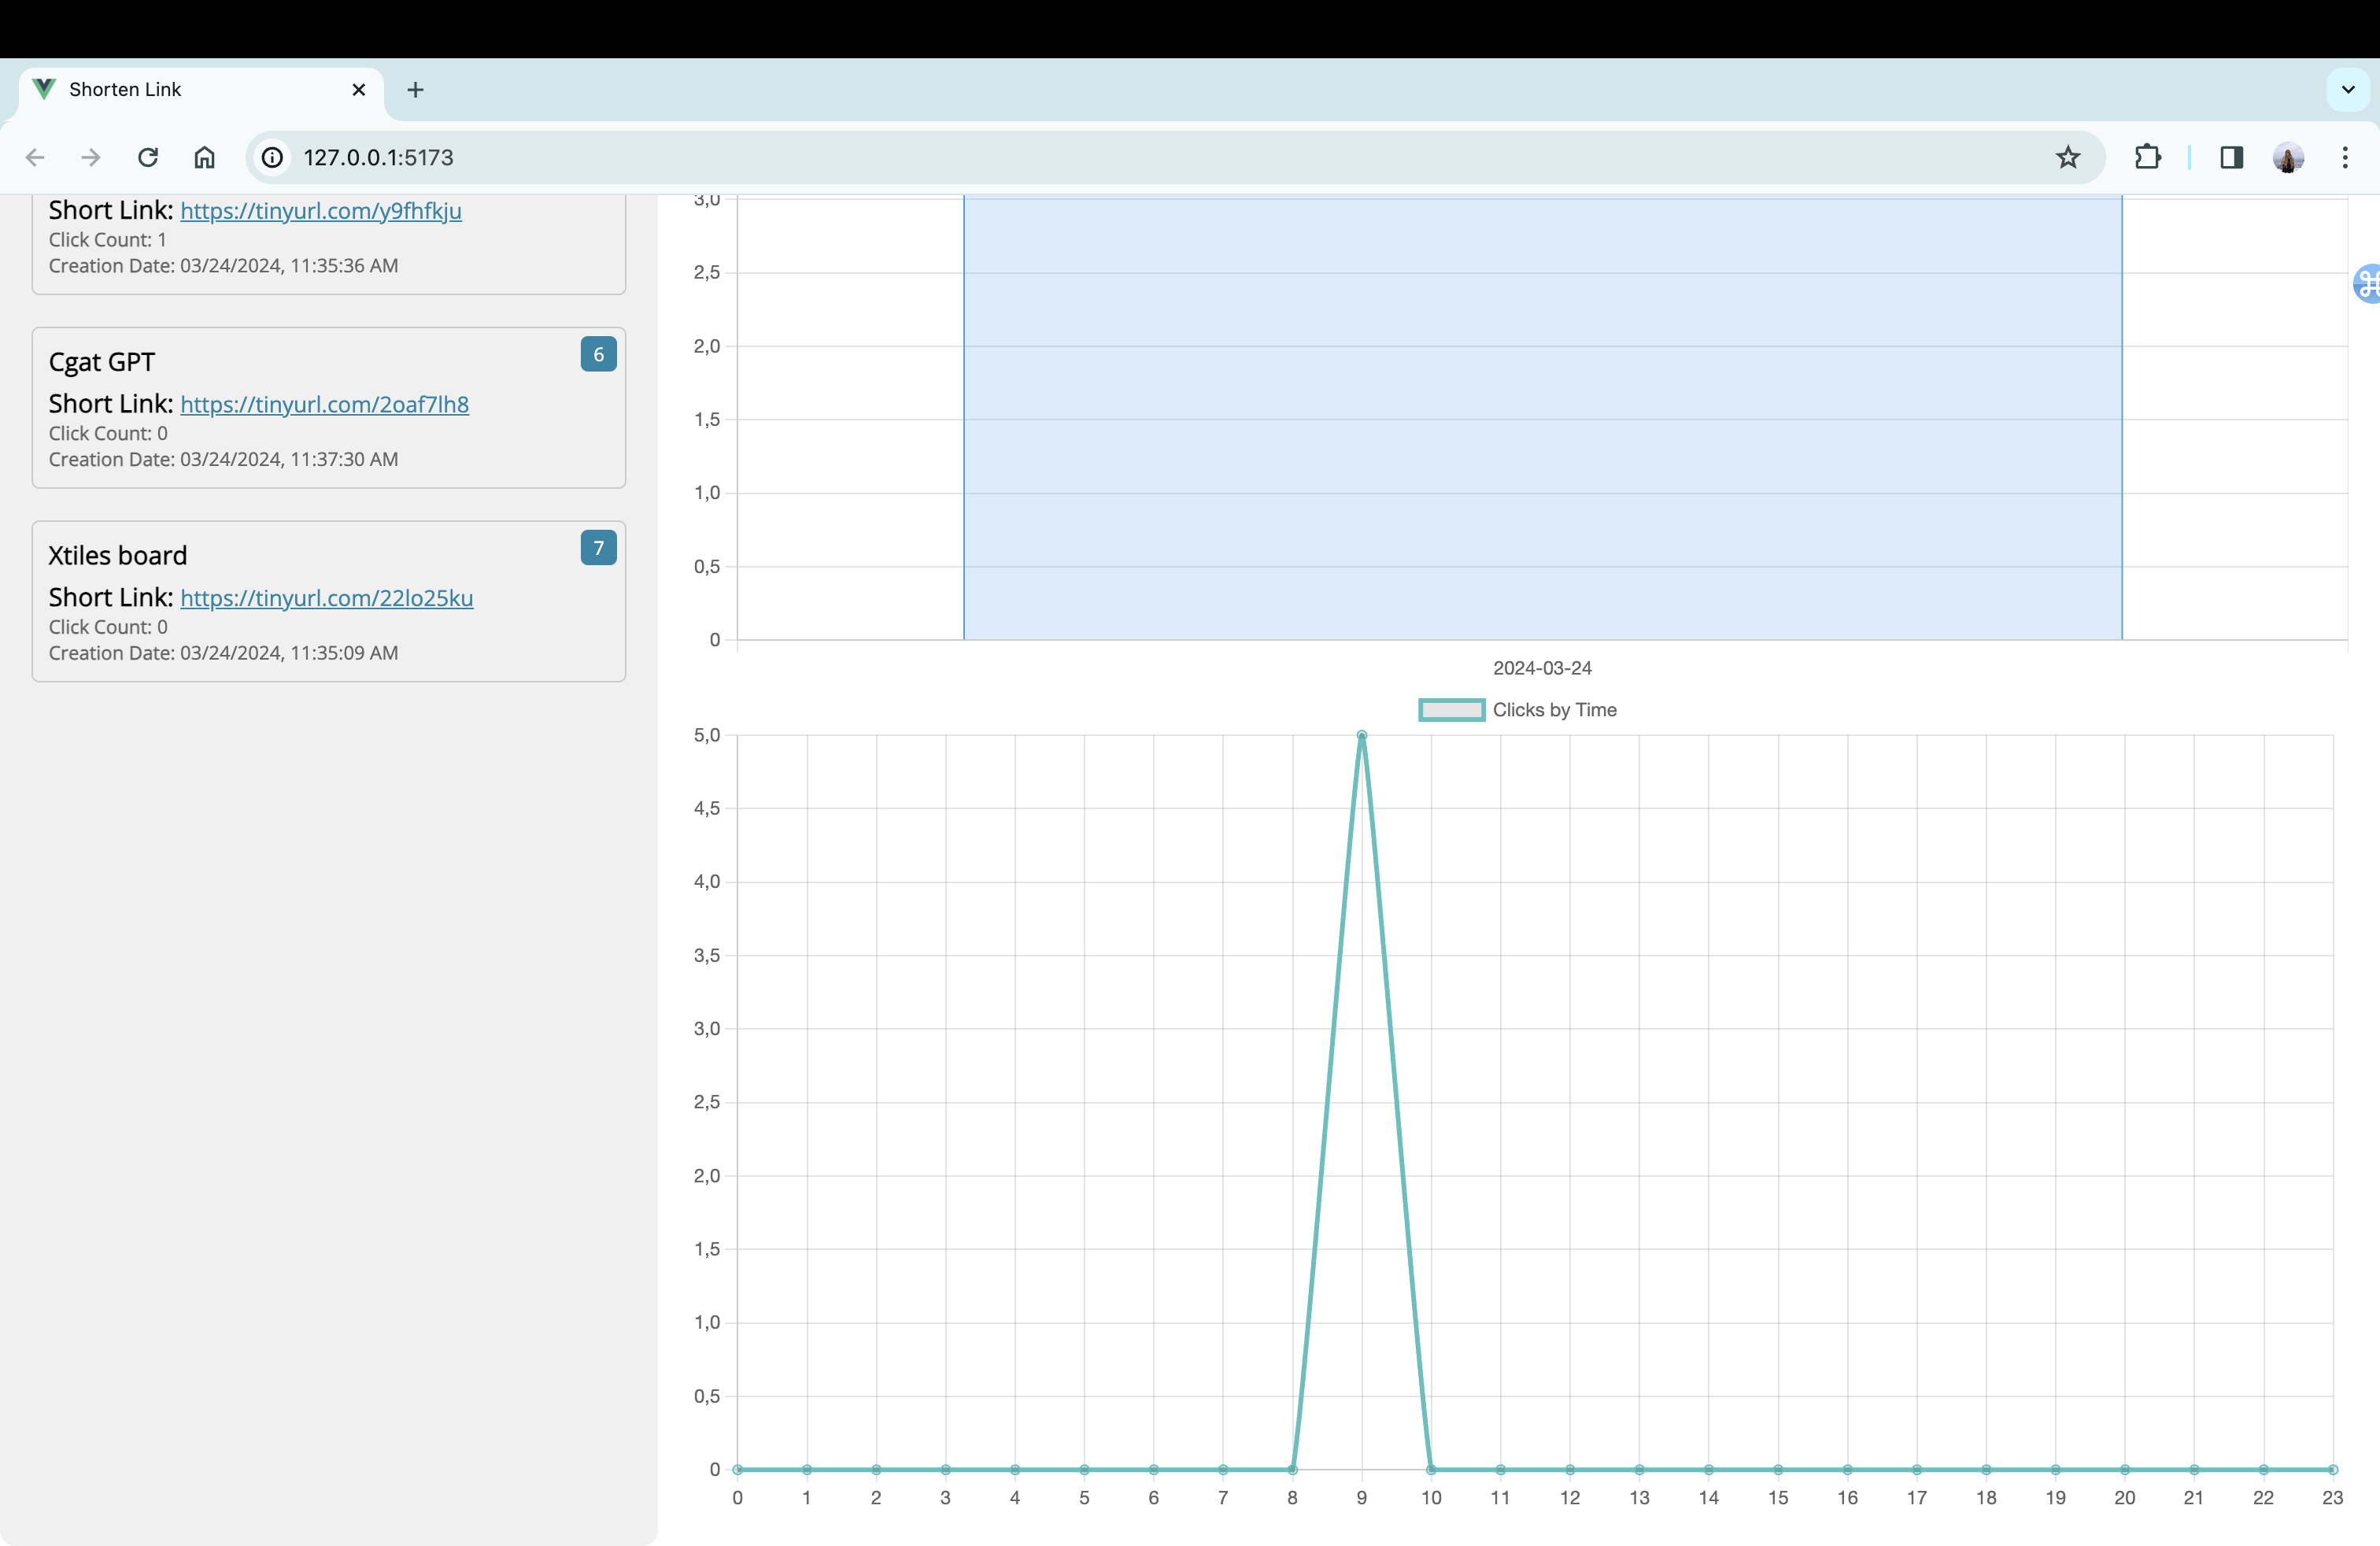 Shorten Link
127.0.0.1:5173
Short Link: https://tinyurl.com/y9fhfkju
Click Count: 1
Creation Date: 03/24/2024, 11:35:36 AM
Cgat GPT
6
Short Link: https://tinyurl.com/2oaf7lh8
Click Count: 0
Creation Date: 03/24/2024, 11:37:30 AM
Xtiles board
7
Short Link: https://tinyurl.com/22lo25ku
Click Count: 0
Creation Date: 03/24/2024, 11:35:09 AM
3,0
2,5
2,0
1,5
1,0
0,5
0
2024-03-24
Clicks by Time
5,0
4,5
4,0
3,5
3,0
2,5
2,0
1,5
1,0
0,5
0
0 1 2 3 4 5 6 7 8 9 10 11 12 13 14 15 16 17 18 19 20 21 22 23